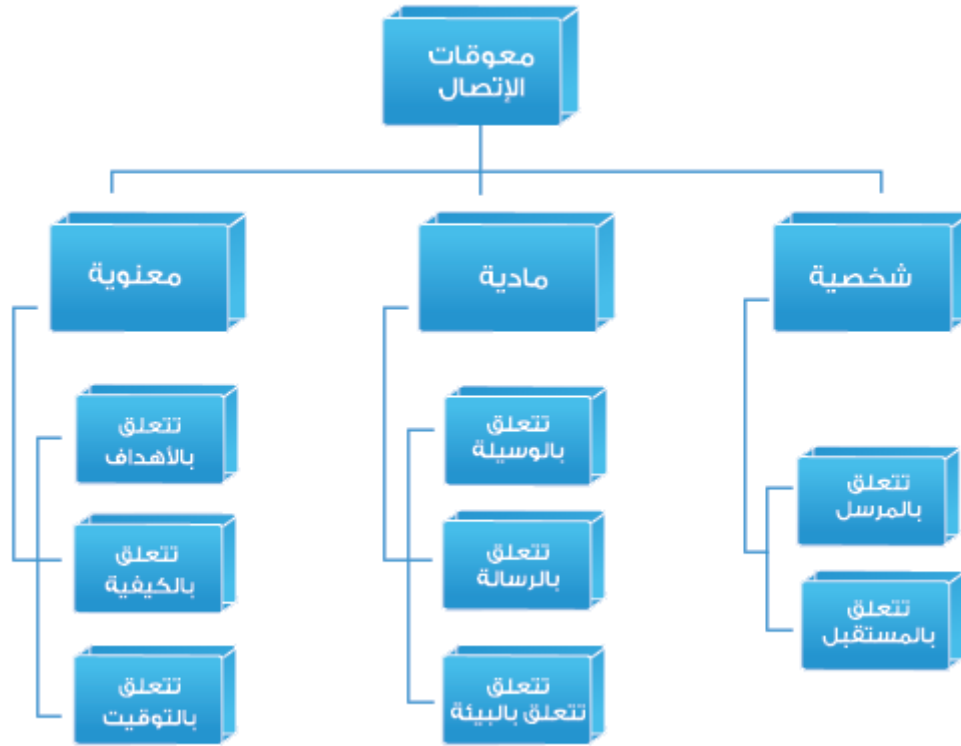 معوقات
الإتصال
شخصية
مادية
معنوية
تتعلق
بالمرسل
تتعلق
بالمستقبل
تتعلق
بالوسيلة
تتعلق
بالرسالة
تتعلق
تتعلق بالبيئة
تتعلق
بالأهداف
تتعلق
بالكيفية
تتعلق
بالتوقيت